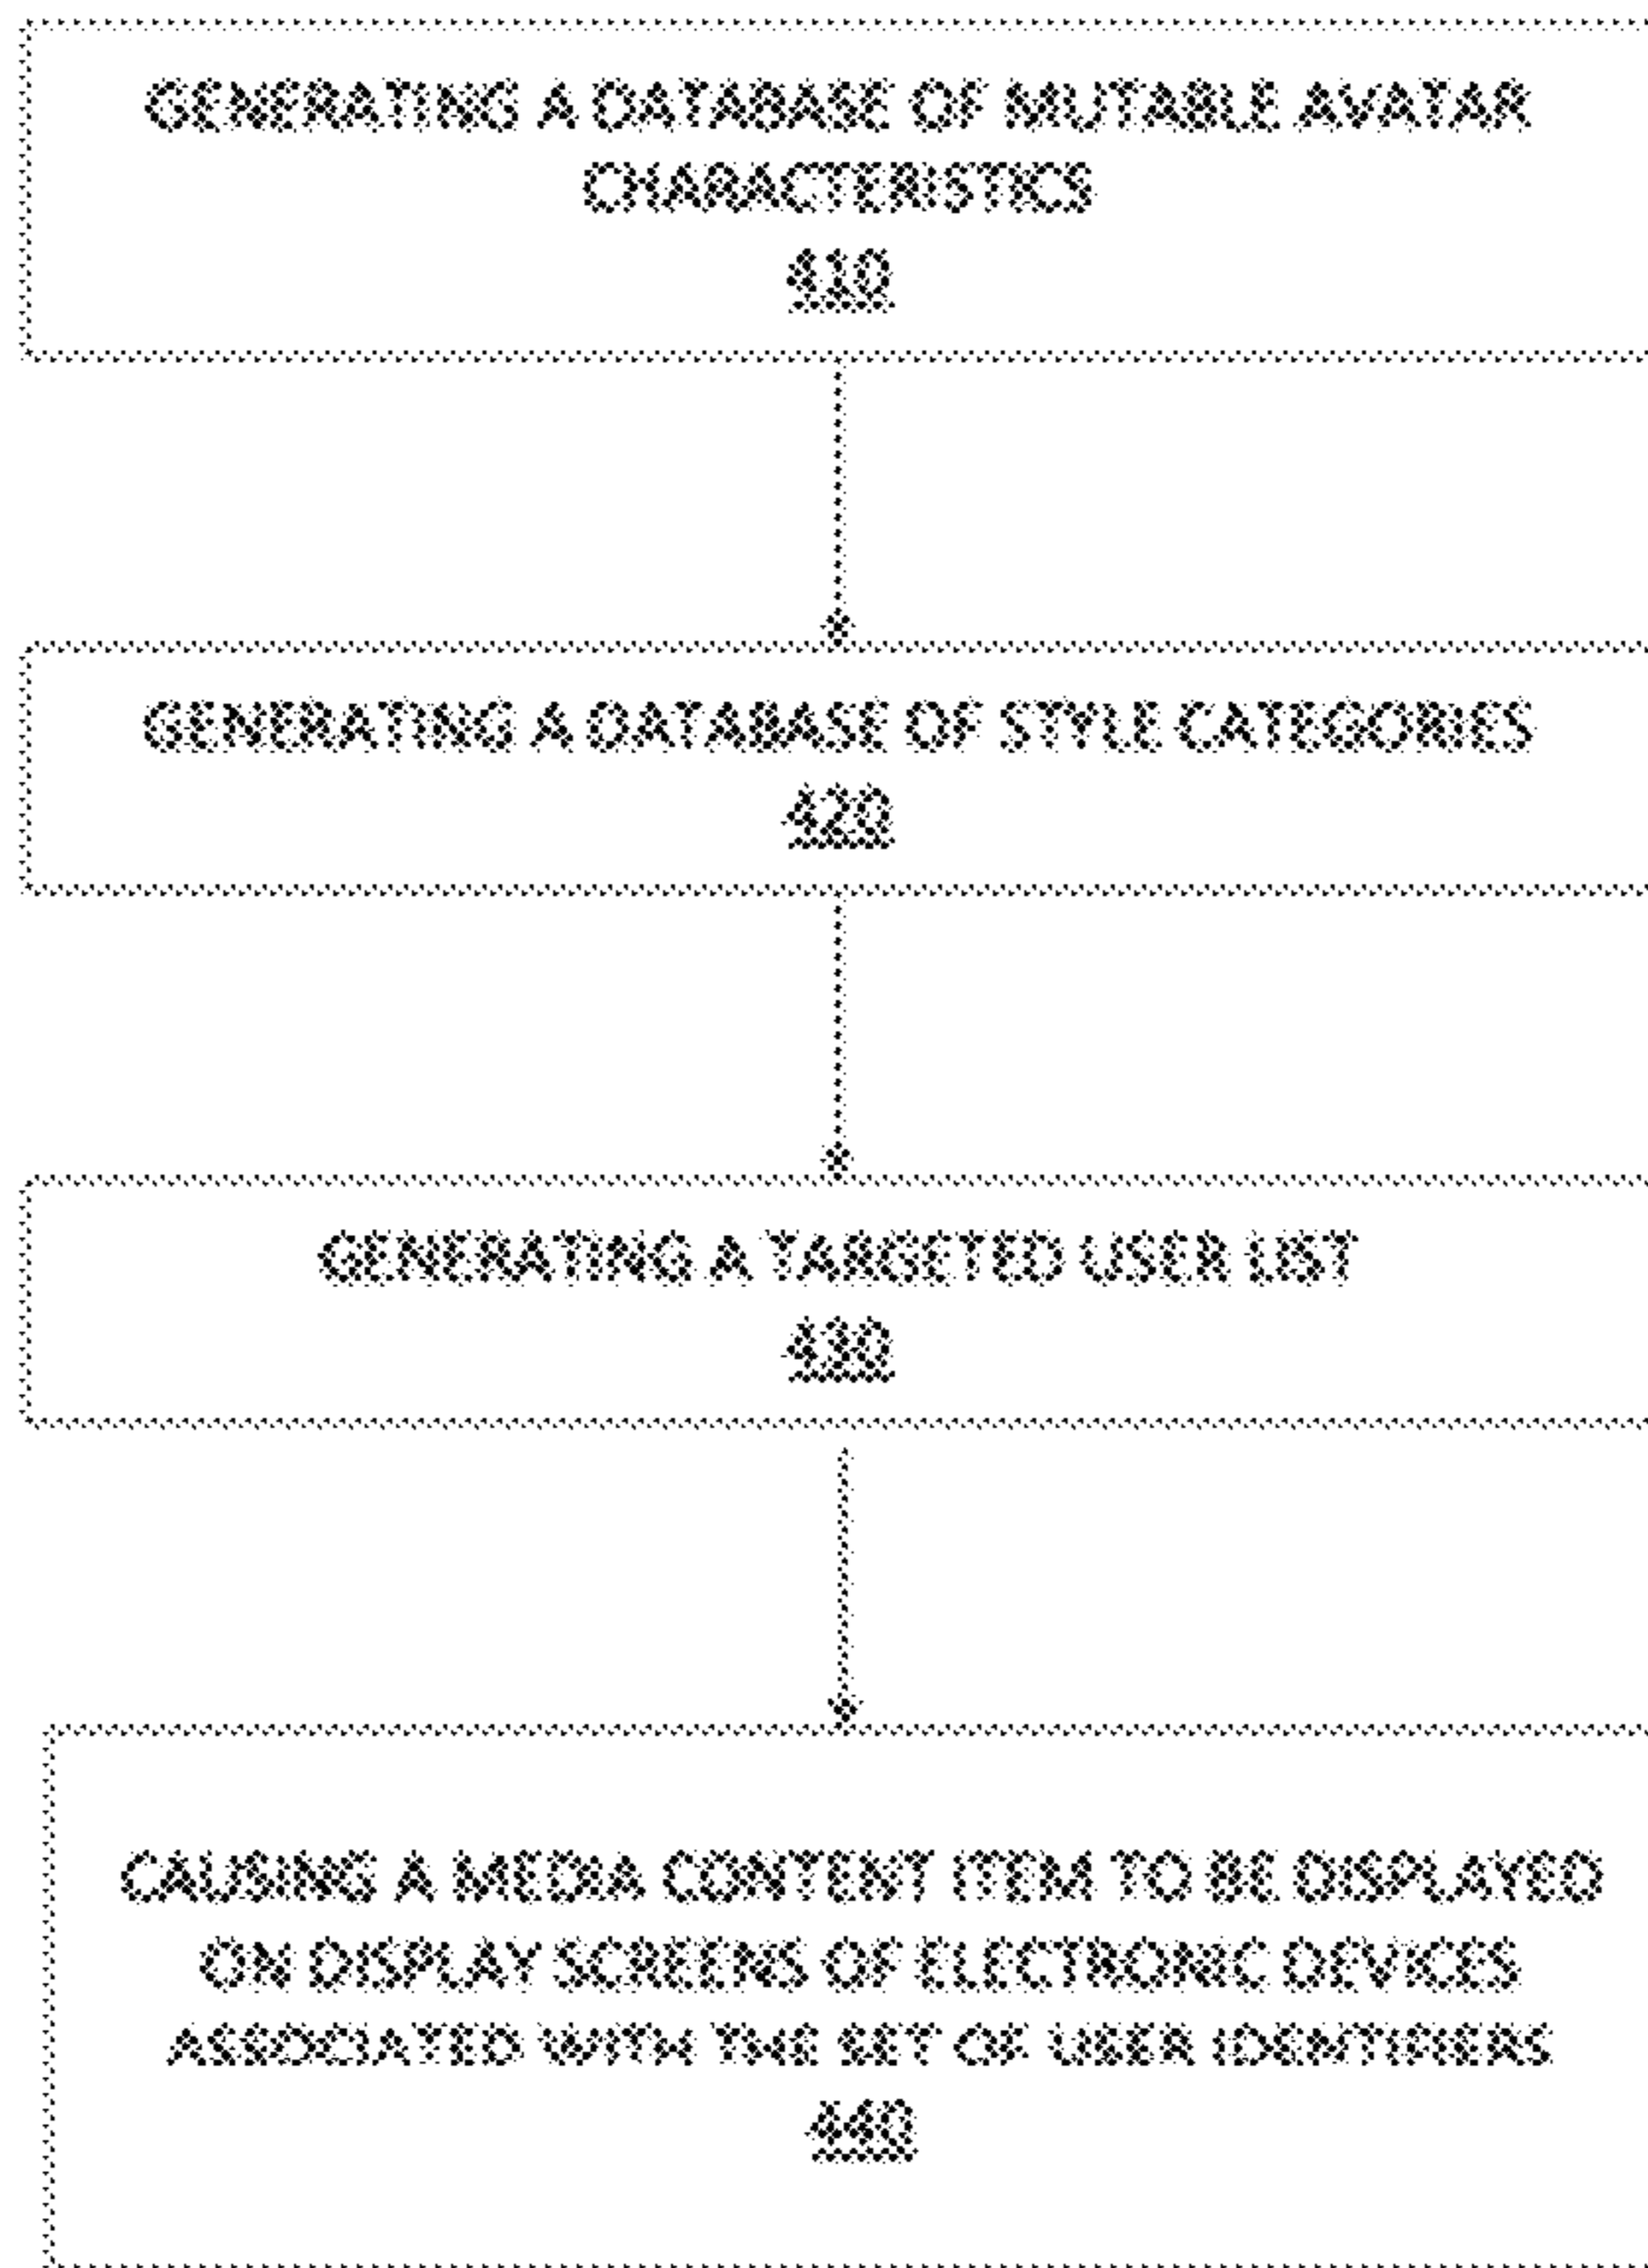 GENERATING A DATABASE OF MUTABLE AVATAR
CHARACTERISTICS
410
GENERATING A DATABASE OF STYLE CATEGORIES
420
GENERATING A TARGETED USER LIST
430
CAUSING A MEDIA CONTENT ITEM TO BE DISPLAYED
ON DISPLAY SCREENS OF ELECTRONIC DEVICES
ASSOCIATED WITH THE SET OF USER IDENTIFIERS
440